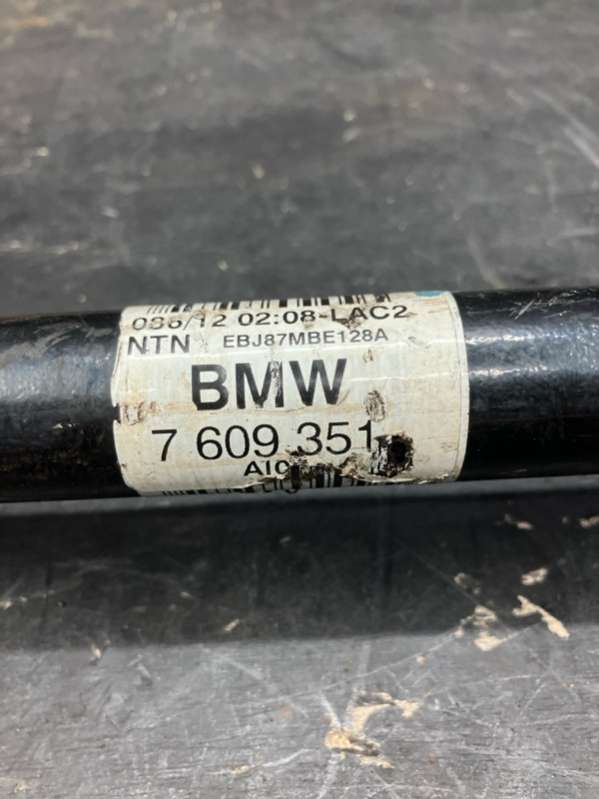 086/12 02:08-LAC2
NTN EBJ87MBE128A
BMW
7 609 351